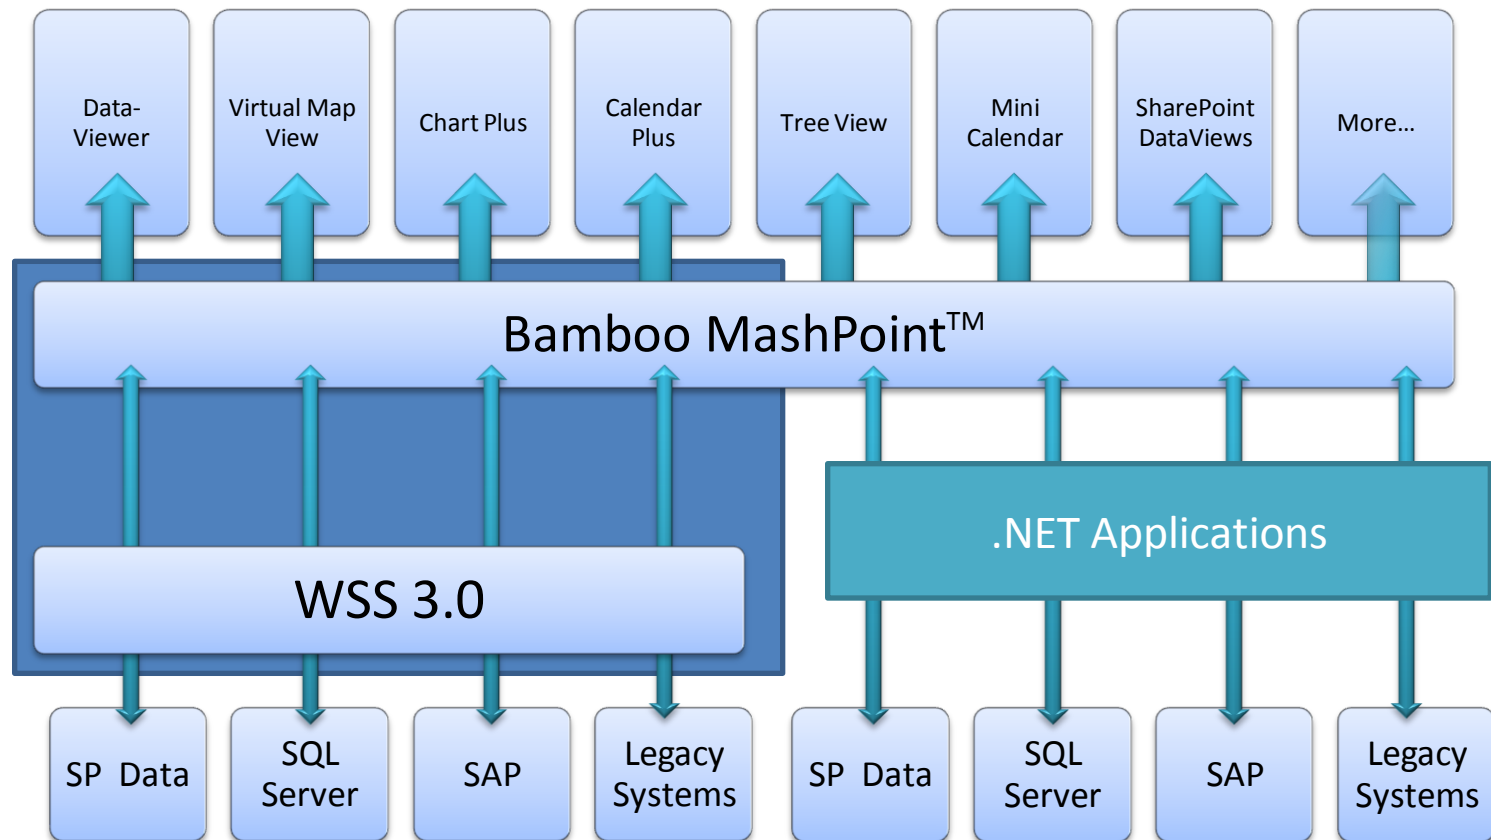 Data-
Viewer
Virtual Map
View
Chart Plus
Calendar
Plus
Tree View
Mini
Calendar
SharePoint
DataViews
More…
Bamboo MashPoint™
.NET Applications
WSS 3.0
SP Data
SQL
Server
SAP
Legacy
Systems
SP Data
SQL
Server
SAP
Legacy
Systems